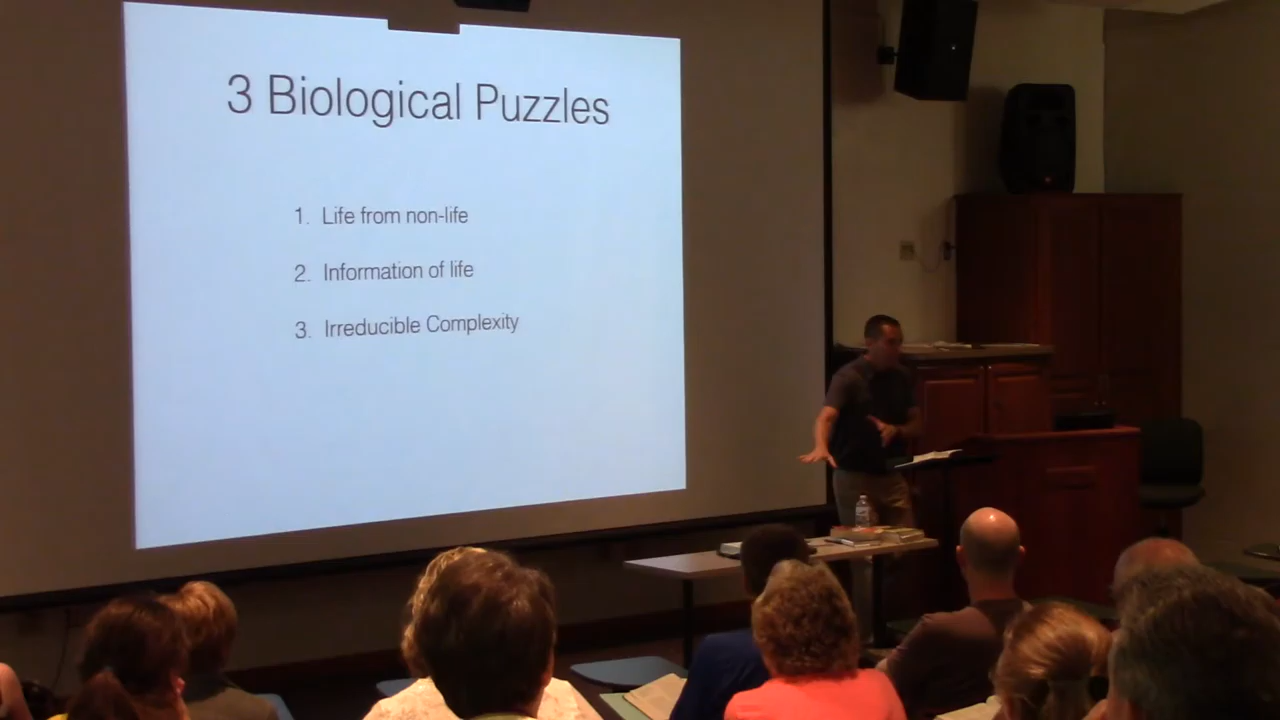 3 Biological Puzzles
1. Life from non-life
2. Information of life
3. Irreducible Complexity